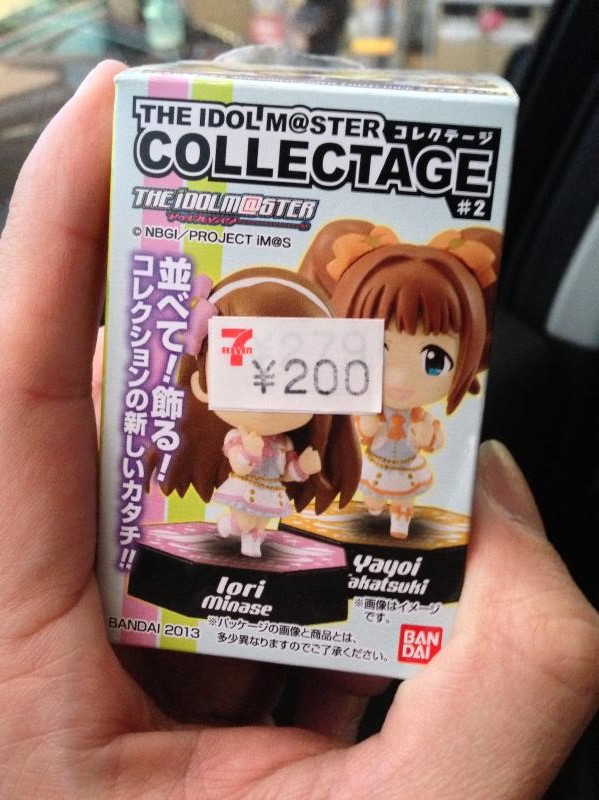 THE IDOLM@STER コレクテージ
COLLECTAGE
#2
THE iDOLM@STER
© NBGI/PROJECT iM@S
並べて!飾る!
コレクションの新しいカタチ!!
7
ELEVEN
¥279
¥200
Iori
Minase
Yayoi
akatsuki
※画像はイメージ
です。
BANDAI 2013
※パッケージの画像と商品とは、
多少異なりますのでご了承ください。
BAN
DAI